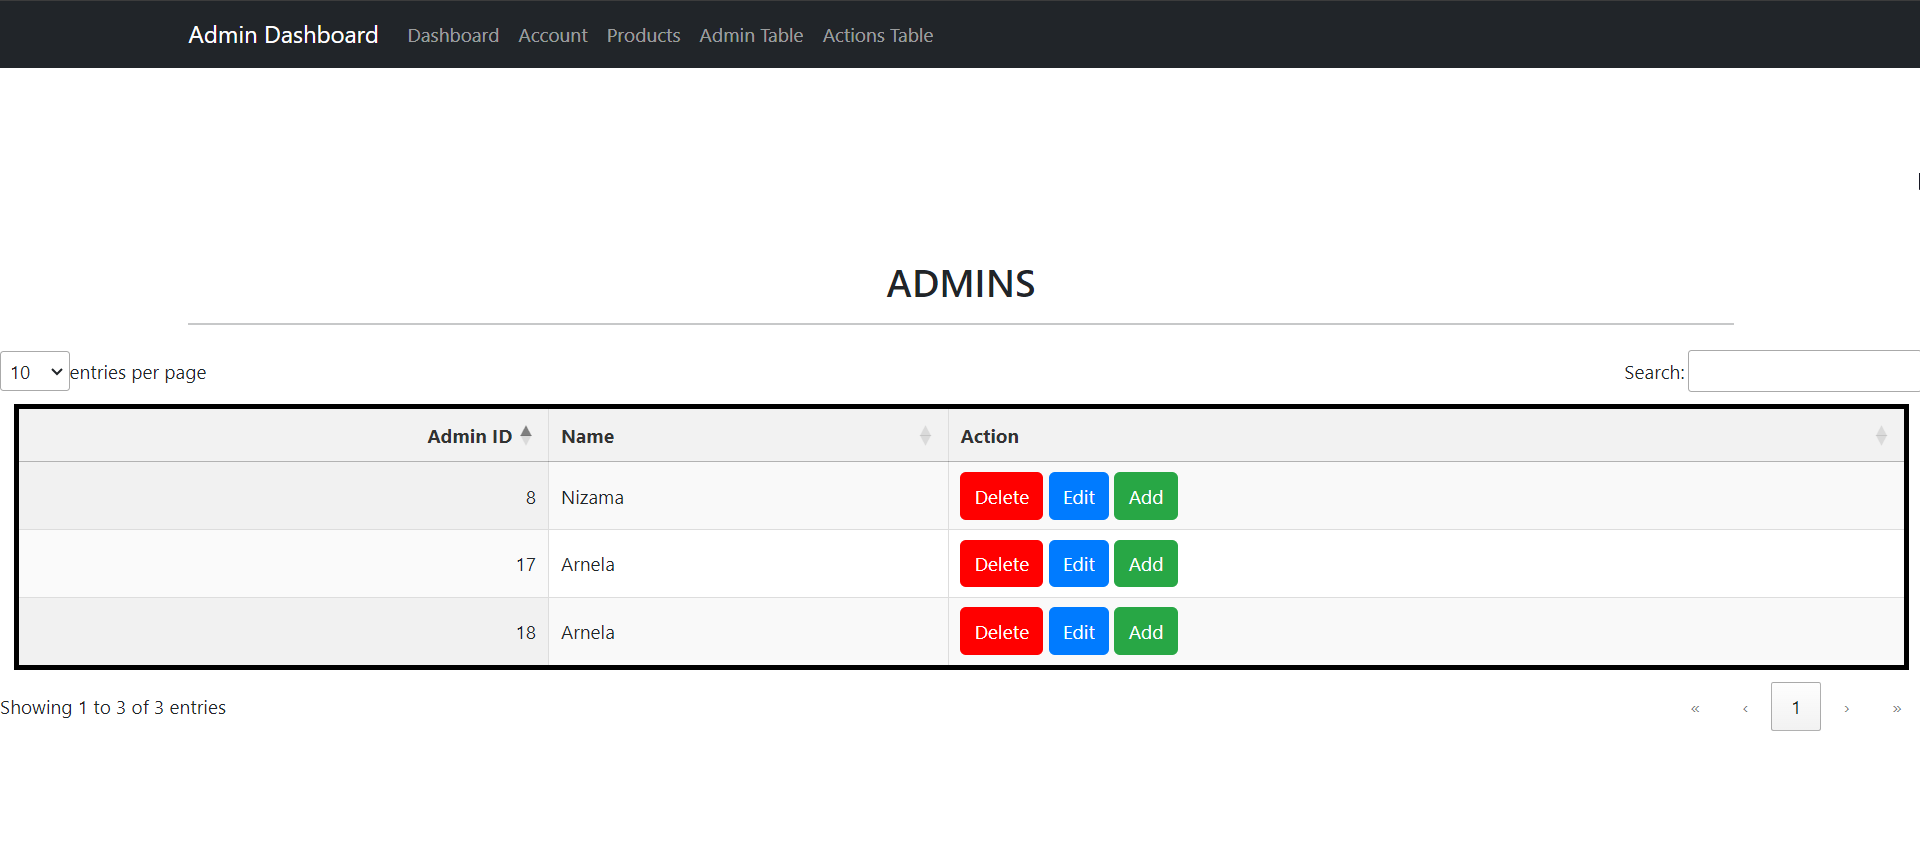 Admin Dashboard Dashboard Account Products Admin Table Actions Table
ADMINS
10 entries per page Search:
Admin ID Name Action
8 Nizama Delete Edit Add
17 Arnela Delete Edit Add
18 Arnela Delete Edit Add
Showing 1 to 3 of 3 entries « ‹ 1 › »